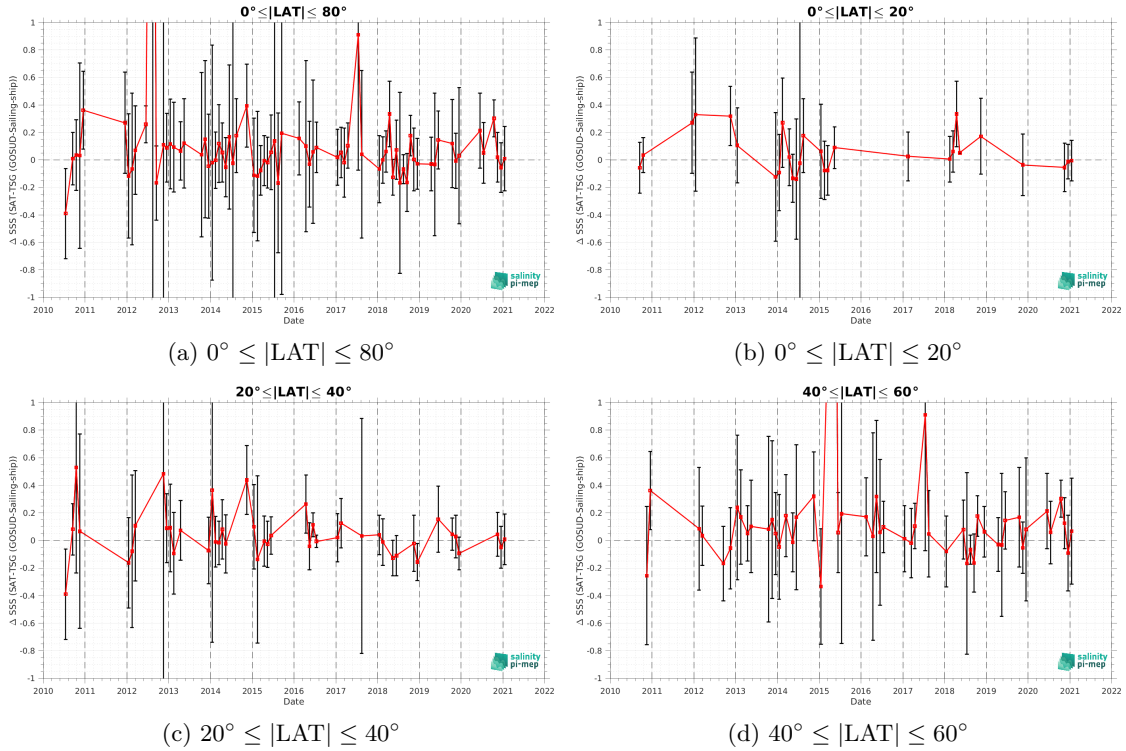 0°≤|LAT|≤ 80°
Δ SSS (SAT-TSG (GOSUD-Sailing-ship))
1
0.8
0.6
0.4
0.2
0
-0.2
-0.4
-0.6
-0.8
-1
2010 2011 2012 2013 2014 2015 2016 2017 2018 2019 2020 2021 2022
Date
salinity
pi-mep
(a) 0° ≤ |LAT| ≤ 80°
0°≤|LAT|≤ 20°
Δ SSS (SAT-TSG (GOSUD-Sailing-ship))
1
0.8
0.6
0.4
0.2
0
-0.2
-0.4
-0.6
-0.8
-1
2010 2011 2012 2013 2014 2015 2016 2017 2018 2019 2020 2021 2022
Date
salinity
pi-mep
(b) 0° ≤ |LAT| ≤ 20°
20°≤|LAT|≤ 40°
Δ SSS (SAT-TSG (GOSUD-Sailing-ship))
1
0.8
0.6
0.4
0.2
0
-0.2
-0.4
-0.6
-0.8
-1
2010 2011 2012 2013 2014 2015 2016 2017 2018 2019 2020 2021 2022
Date
salinity
pi-mep
(c) 20° ≤ |LAT| ≤ 40°
40°≤|LAT|≤ 60°
Δ SSS (SAT-TSG (GOSUD-Sailing-ship))
1
0.8
0.6
0.4
0.2
0
-0.2
-0.4
-0.6
-0.8
-1
2010 2011 2012 2013 2014 2015 2016 2017 2018 2019 2020 2021 2022
Date
salinity
pi-mep
(d) 40° ≤ |LAT| ≤ 60°